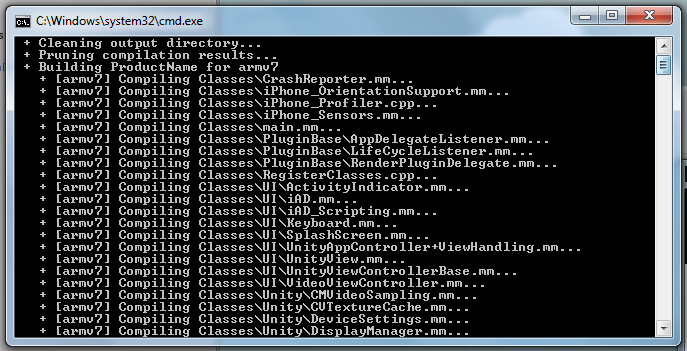 C:\Windows\system32\cmd.exe
+ Cleaning output directory...
+ Pruning compilation results...
+ Building ProductName for armv7
+ [armv7] Compiling Classes\CrashReporter.mm...
+ [armv7] Compiling Classes\iPhone_OrientationSupport.mm...
+ [armv7] Compiling Classes\iPhone_Profiler.cpp...
+ [armv7] Compiling Classes\iPhone_Sensors.mm...
+ [armv7] Compiling Classes\main.mm...
+ [armv7] Compiling Classes\PluginBase\AppDelegateListener.mm...
+ [armv7] Compiling Classes\PluginBase\LifeCycleListener.mm...
+ [armv7] Compiling Classes\PluginBase\RenderPluginDelegate.mm...
+ [armv7] Compiling Classes\RegisterClasses.cpp...
+ [armv7] Compiling Classes\UI\ActivityIndicator.mm...
+ [armv7] Compiling Classes\UI\iAD.mm...
+ [armv7] Compiling Classes\UI\iAD_Scripting.mm...
+ [armv7] Compiling Classes\UI\Keyboard.mm...
+ [armv7] Compiling Classes\UI\SplashScreen.mm...
+ [armv7] Compiling Classes\UI\UnityAppController+ViewHandling.mm...
+ [armv7] Compiling Classes\UI\UnityView.mm...
+ [armv7] Compiling Classes\UI\UnityViewControllerBase.mm...
+ [armv7] Compiling Classes\UI\VideoViewController.mm...
+ [armv7] Compiling Classes\Unity\CMVideoSampling.mm...
+ [armv7] Compiling Classes\Unity\CVTextureCache.mm...
+ [armv7] Compiling Classes\Unity\DeviceSettings.mm...
+ [armv7] Compiling Classes\Unity\DisplayManager.mm...